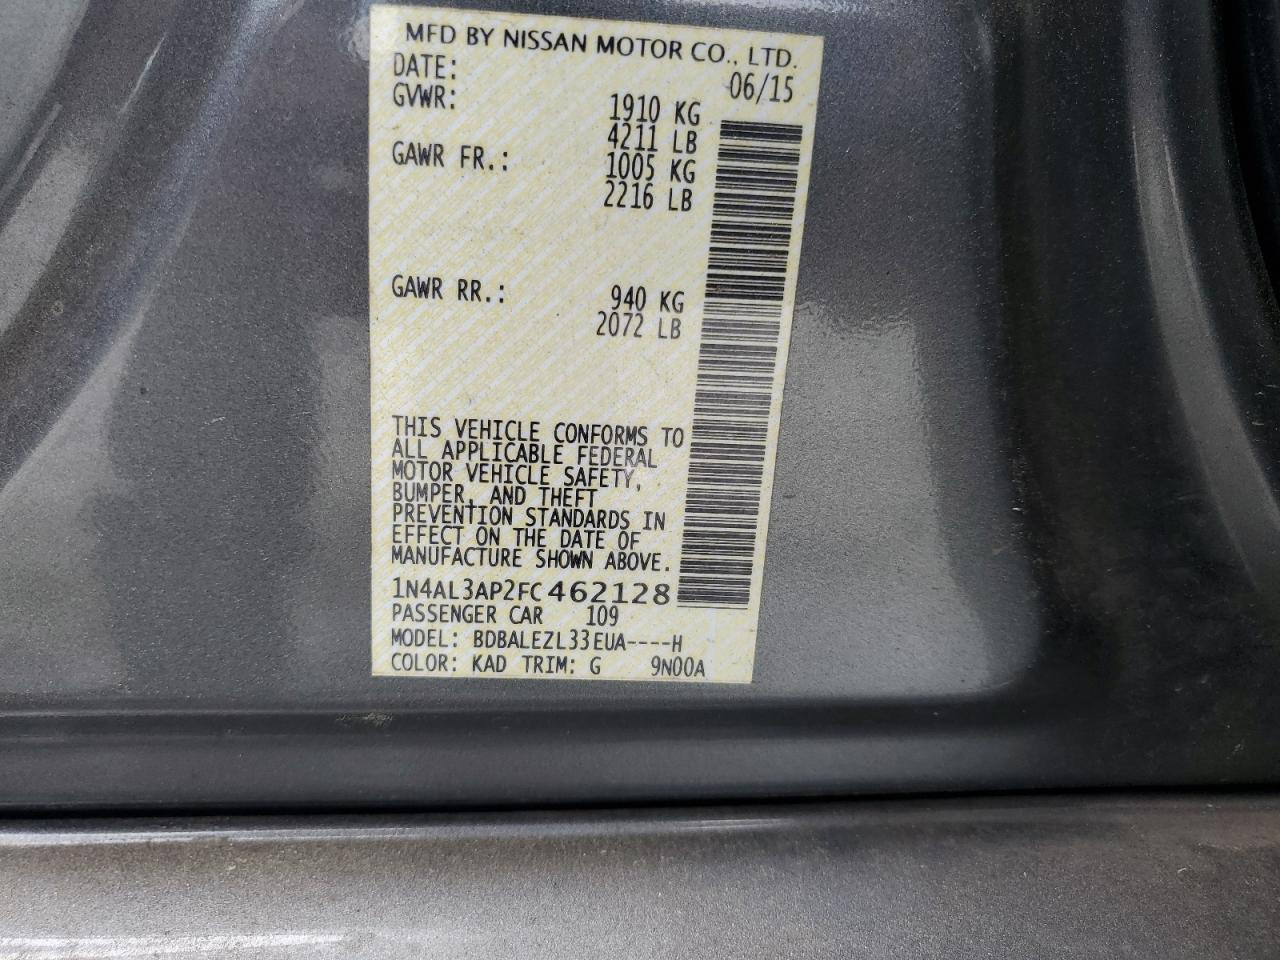 MFD BY NISSAN MOTOR CO., LTD.
DATE: 06/15
GVWR: 1910 KG
4211 LB
GAWR FR.: 1005 KG
2216 LB
GAWR RR.: 940 KG
2072 LB
THIS VEHICLE CONFORMS TO
ALL APPLICABLE FEDERAL
MOTOR VEHICLE SAFETY,
BUMPER, AND THEFT
PREVENTION STANDARDS IN
EFFECT ON THE DATE OF
MANUFACTURE SHOWN ABOVE.
1N4AL3AP2FC462128
PASSENGER CAR 109
MODEL: BDBALEZL33EUA----H
COLOR: KAD TRIM: G 9N00A